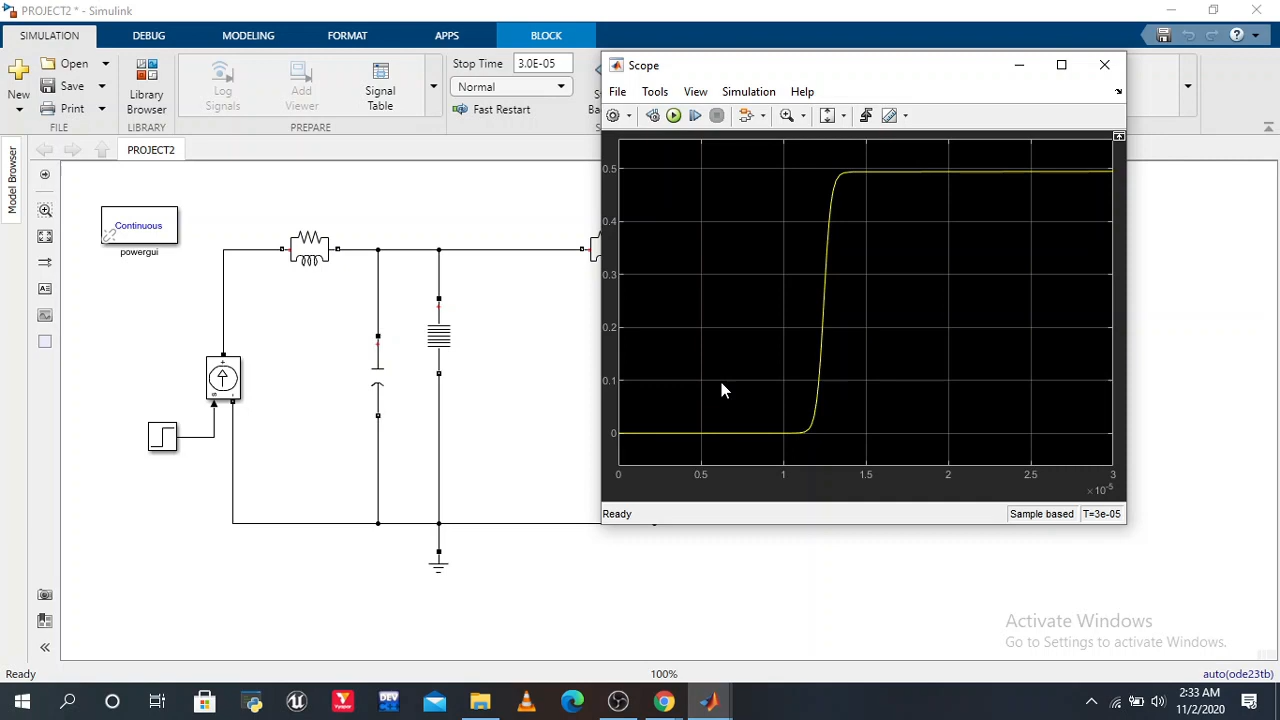 PROJECT2 * - Simulink
SIMULATION
DEBUG
MODELING
FORMAT
APPS
BLOCK
New
Open
Save
Print
FILE
Library
Browser
LIBRARY
Log
Signals
Add
Viewer
Signal
Table
PREPARE
Stop Time
3.0E-05
Normal
Fast Restart
Scope
File
Tools
View
Simulation
Help
Model Browser
PROJECT2
Continuous
powergui
+
s
-
0.5
0.4
0.3
0.2
0.1
0
0
0.5
1
1.5
2
2.5
3
×10-5
Ready
Sample based
T=3e-05
Activate Windows
Go to Settings to activate Windows.
Ready
100%
auto(ode23tb)
2:33 AM
11/2/2020